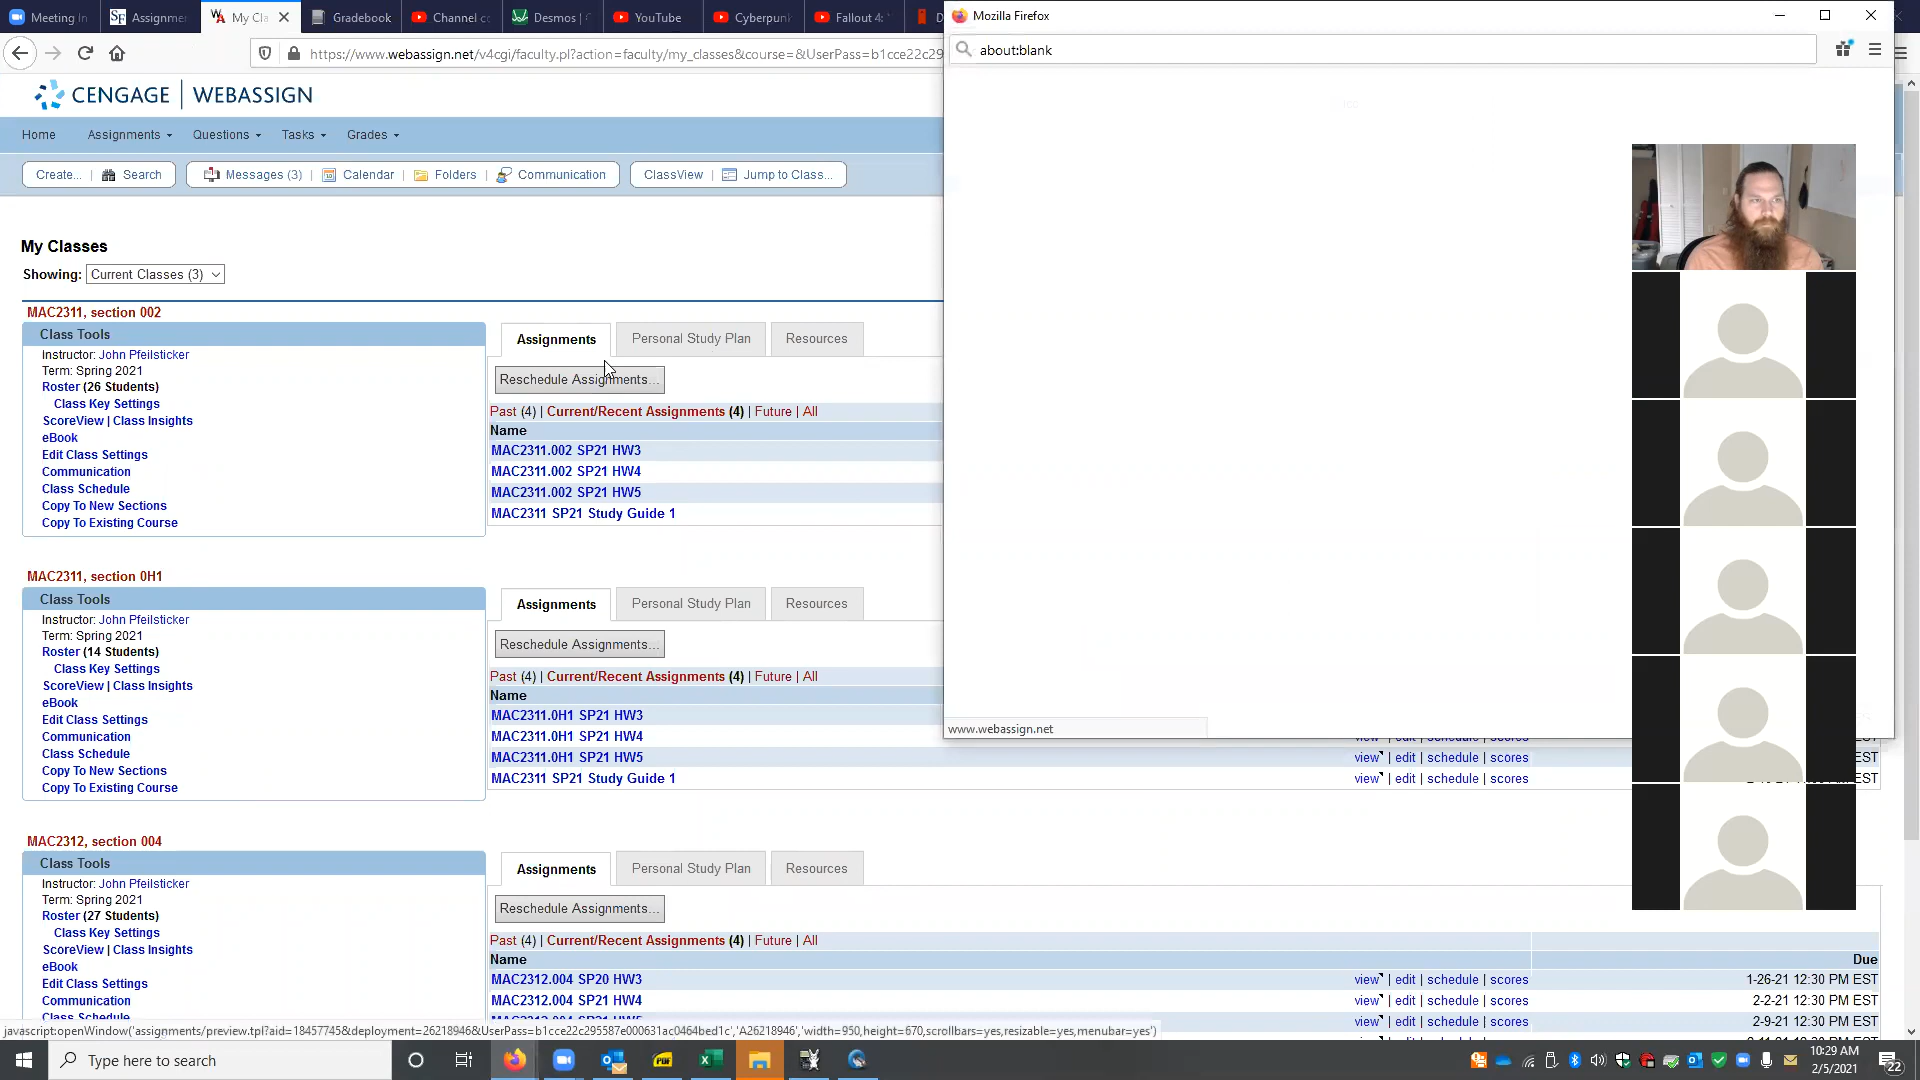 Meeting In
Assignme
My Cla
Gradebook
Channel co
Desmos |
YouTube
Cyberpun
Fallout 4:
Mozilla Firefox
https://www.webassign.net/v4cgi/faculty.pl?action=faculty/my_classes&course=&UserPass=b1cce22c29
about:blank
CENGAGE | WEBASSIGN
Home Assignments Questions Tasks Grades
Create... | Search Messages (3) Calendar Folders Communication ClassView Jump to Class...
My Classes
Showing: Current Classes (3)
MAC2311, section 002
Class Tools
Instructor: John Pfeilsticker
Term: Spring 2021
Roster (26 Students)
Class Key Settings
ScoreView | Class Insights
eBook
Edit Class Settings
Communication
Class Schedule
Copy To New Sections
Copy To Existing Course
Assignments Personal Study Plan Resources
Reschedule Assignments...
Past (4) | Current/Recent Assignments (4) | Future | All
Name
MAC2311.002 SP21 HW3
MAC2311.002 SP21 HW4
MAC2311.002 SP21 HW5
MAC2311 SP21 Study Guide 1
MAC2311, section 0H1
Class Tools
Instructor: John Pfeilsticker
Term: Spring 2021
Roster (14 Students)
Class Key Settings
ScoreView | Class Insights
eBook
Edit Class Settings
Communication
Class Schedule
Copy To New Sections
Copy To Existing Course
Assignments Personal Study Plan Resources
Reschedule Assignments...
Past (4) | Current/Recent Assignments (4) | Future | All
Name
MAC2311.0H1 SP21 HW3
www.webassign.net
MAC2311.0H1 SP21 HW4 view | edit | schedule | scores
MAC2311.0H1 SP21 HW5 view | edit | schedule | scores EST
MAC2311 SP21 Study Guide 1 view | edit | schedule | scores EST
MAC2312, section 004
Class Tools
Instructor: John Pfeilsticker
Term: Spring 2021
Roster (27 Students)
Class Key Settings
ScoreView | Class Insights
eBook
Edit Class Settings
Communication
Class Schedule
Assignments Personal Study Plan Resources
Reschedule Assignments...
Past (4) | Current/Recent Assignments (4) | Future | All
Name Due
MAC2312.004 SP20 HW3 view | edit | schedule | scores 1-26-21 12:30 PM EST
MAC2312.004 SP21 HW4 view | edit | schedule | scores 2-2-21 12:30 PM EST
view | edit | schedule | scores 2-9-21 12:30 PM EST
javascript:openWindow('assignments/preview.tpl?aid=18457745&deployment=26218946&UserPass=b1cce22c295587e000631ac0464bed1c','A26218946','width=950,height=670,scrollbars=yes,resizable=yes,menubar=yes')
Type here to search
10:29 AM
2/5/2021
22